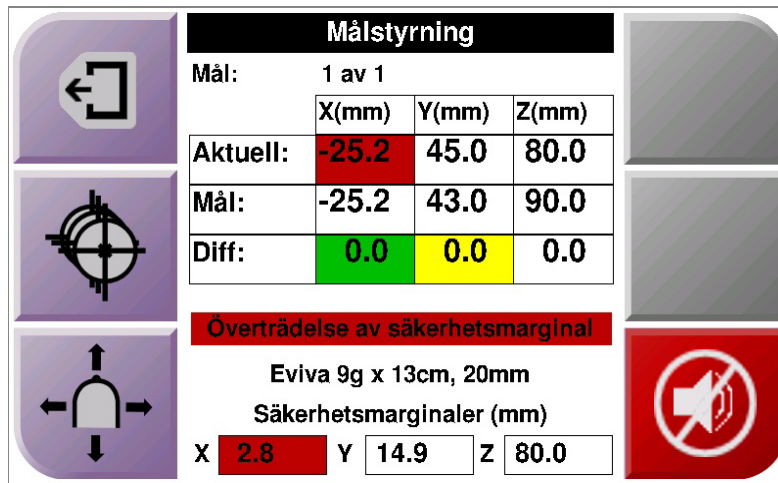 Målstyrning
Mål: 1 av 1
X(mm) Y(mm) Z(mm)
Aktuell: -25.2 45.0 80.0
Mål: -25.2 43.0 90.0
Diff: 0.0 0.0 0.0
Överträdelse av säkerhetsmarginal
Eviva 9g x 13cm, 20mm
Säkerhetsmarginaler (mm)
X 2.8 Y 14.9 Z 80.0